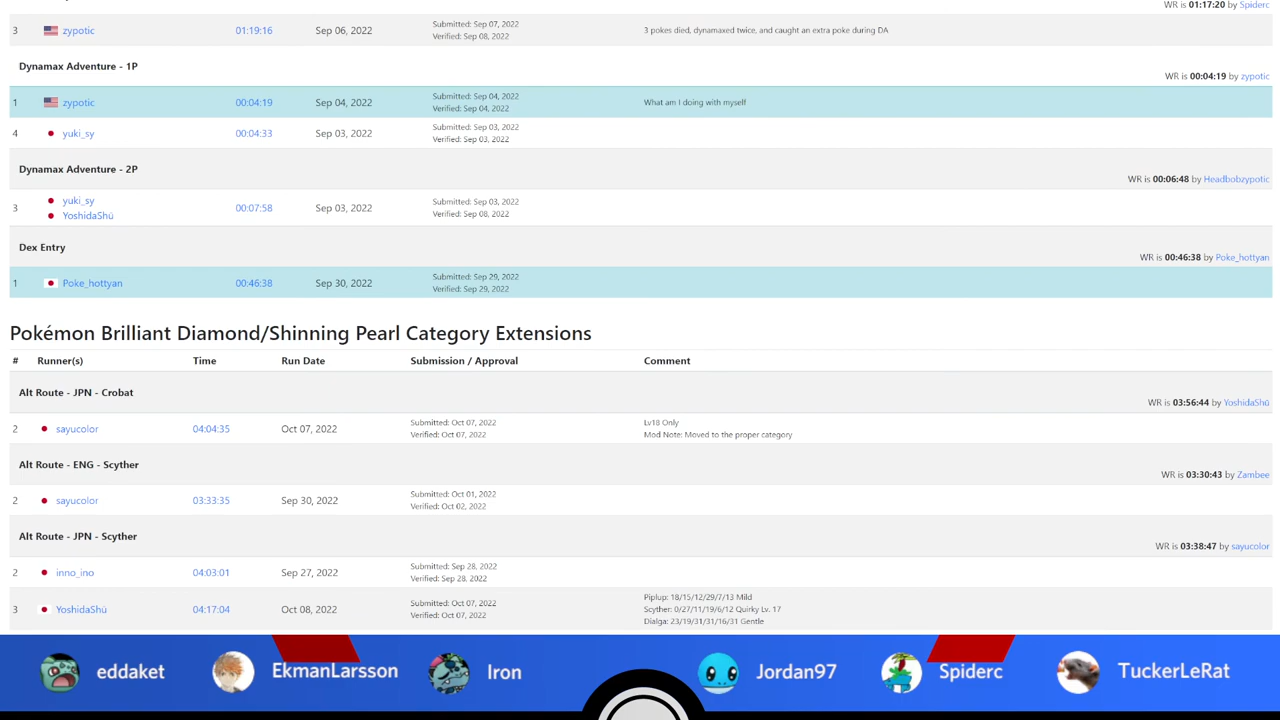 WR is 01:17:20 by Spiderc
3 zypotic 01:19:16 Sep 06, 2022 Submitted: Sep 07, 2022 3 pokes died, dynamaxed twice, and caught an extra poke during DA
Verified: Sep 08, 2022
Dynamax Adventure - 1P
WR is 00:04:19 by zypotic
1 zypotic 00:04:19 Sep 04, 2022 Submitted: Sep 04, 2022 What am I doing with myself
Verified: Sep 04, 2022
4 yuki_sy 00:04:33 Sep 03, 2022 Submitted: Sep 03, 2022
Verified: Sep 03, 2022
Dynamax Adventure - 2P
WR is 00:06:48 by Headbobzypotic
3 yuki_sy 00:07:58 Sep 03, 2022 Submitted: Sep 03, 2022
YoshidaShū Verified: Sep 08, 2022
Dex Entry
WR is 00:46:38 by Poke_hottyan
1 Poke_hottyan 00:46:38 Sep 30, 2022 Submitted: Sep 29, 2022
Verified: Sep 29, 2022
Pokémon Brilliant Diamond/Shinning Pearl Category Extensions
# Runner(s) Time Run Date Submission / Approval Comment
Alt Route - JPN - Crobat
WR is 03:56:44 by YoshidaShū
2 sayucolor 04:04:35 Oct 07, 2022 Submitted: Oct 07, 2022 Lv18 Only
Verified: Oct 07, 2022 Mod Note: Moved to the proper category
Alt Route - ENG - Scyther
WR is 03:30:43 by Zambee
2 sayucolor 03:33:35 Sep 30, 2022 Submitted: Oct 01, 2022
Verified: Oct 02, 2022
Alt Route - JPN - Scyther
WR is 03:38:47 by sayucolor
2 inno_ino 04:03:01 Sep 27, 2022 Submitted: Sep 28, 2022
Verified: Sep 28, 2022
Piplup: 18/15/12/29/7/13 Mild
3 YoshidaShū 04:17:04 Oct 08, 2022 Submitted: Oct 07, 2022 Scyther: 0/27/11/19/6/12 Quirky Lv. 17
Verified: Oct 07, 2022 Dialga: 23/19/31/31/16/31 Gentle
eddaket EkmanLarsson Iron Jordan97 Spiderc TuckerLeRat